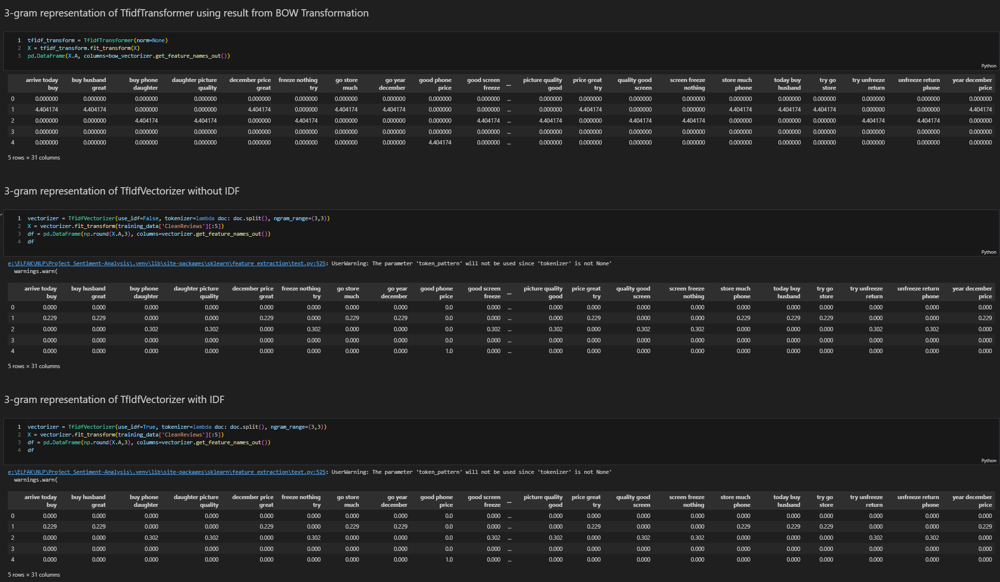 3-gram representation of TfidfTransformer using result from BOW Transformation
1 tfidf_transform = TfidfTransformer(norm=None)
2 X = tfidf_transform.fit_transform(X)
3 pd.DataFrame(X.A, columns=bow_vectorizer.get_feature_names_out())
Python
arrive today buy husband buy phone daughter picture december price freeze nothing go store go year good phone good screen ... picture quality price great quality good screen freeze store much today buy try go try unfreeze unfreeze return year december
buy great daughter quality great try much december price freeze good try screen nothing phone husband store return phone price
0 0.000000 0.000000 0.000000 0.000000 0.000000 0.000000 0.000000 0.000000 0.000000 0.000000 ... 0.000000 0.000000 0.000000 0.000000 0.000000 0.000000 0.000000 0.000000 0.000000 0.000000
1 4.404174 4.404174 0.000000 0.000000 4.404174 0.000000 4.404174 4.404174 0.000000 0.000000 ... 0.000000 4.404174 0.000000 0.000000 4.404174 4.404174 4.404174 0.000000 0.000000 4.404174
2 0.000000 0.000000 4.404174 4.404174 0.000000 4.404174 0.000000 0.000000 0.000000 4.404174 ... 4.404174 0.000000 4.404174 4.404174 0.000000 0.000000 0.000000 4.404174 4.404174 0.000000
3 0.000000 0.000000 0.000000 0.000000 0.000000 0.000000 0.000000 0.000000 0.000000 0.000000 ... 0.000000 0.000000 0.000000 0.000000 0.000000 0.000000 0.000000 0.000000 0.000000 0.000000
4 0.000000 0.000000 0.000000 0.000000 0.000000 0.000000 0.000000 0.000000 4.404174 0.000000 ... 0.000000 0.000000 0.000000 0.000000 0.000000 0.000000 0.000000 0.000000 0.000000 0.000000
5 rows × 31 columns
3-gram representation of TfIdfVectorizer without IDF
1 vectorizer = TfidfVectorizer(use_idf=False, tokenizer=lambda doc: doc.split(), ngram_range=(3,3))
2 X = vectorizer.fit_transform(training_data['CleanReviews'][:5])
3 df = pd.DataFrame(np.round(X.A,3), columns=vectorizer.get_feature_names_out())
4 df
Python
e:\ELFAK\NLP\Project Sentiment-Analysis\.venv\lib\site-packages\sklearn\feature_extraction\text.py:525: UserWarning: The parameter 'token_pattern' will not be used since 'tokenizer' is not None'
warnings.warn(
arrive today buy husband buy phone daughter picture december price freeze nothing go store go year good phone good screen ... picture quality price great quality good screen freeze store much today buy try go try unfreeze unfreeze return year december
buy great daughter quality great try much december price freeze good try screen nothing phone husband store return phone price
0 0.000 0.000 0.000 0.000 0.000 0.000 0.000 0.000 0.0 0.000 ... 0.000 0.000 0.000 0.000 0.000 0.000 0.000 0.000 0.000 0.000
1 0.229 0.229 0.000 0.000 0.229 0.000 0.229 0.229 0.0 0.000 ... 0.000 0.229 0.000 0.000 0.229 0.229 0.229 0.000 0.000 0.229
2 0.000 0.000 0.302 0.302 0.000 0.302 0.000 0.000 0.0 0.302 ... 0.302 0.000 0.302 0.302 0.000 0.000 0.000 0.302 0.302 0.000
3 0.000 0.000 0.000 0.000 0.000 0.000 0.000 0.000 0.0 0.000 ... 0.000 0.000 0.000 0.000 0.000 0.000 0.000 0.000 0.000 0.000
4 0.000 0.000 0.000 0.000 0.000 0.000 0.000 0.000 1.0 0.000 ... 0.000 0.000 0.000 0.000 0.000 0.000 0.000 0.000 0.000 0.000
5 rows × 31 columns
3-gram representation of TfIdfVectorizer with IDF
1 vectorizer = TfidfVectorizer(use_idf=True, tokenizer=lambda doc: doc.split(), ngram_range=(3,3))
2 X = vectorizer.fit_transform(training_data['CleanReviews'][:5])
3 df = pd.DataFrame(np.round(X.A,3), columns=vectorizer.get_feature_names_out())
4 df
Python
e:\ELFAK\NLP\Project Sentiment-Analysis\.venv\lib\site-packages\sklearn\feature_extraction\text.py:525: UserWarning: The parameter 'token_pattern' will not be used since 'tokenizer' is not None'
warnings.warn(
arrive today buy husband buy phone daughter picture december price freeze nothing go store go year good phone good screen ... picture quality price great quality good screen freeze store much today buy try go try unfreeze unfreeze return year december
buy great daughter quality great try much december price freeze good try screen nothing phone husband store return phone price
0 0.000 0.000 0.000 0.000 0.000 0.000 0.000 0.000 0.0 0.000 ... 0.000 0.000 0.000 0.000 0.000 0.000 0.000 0.000 0.000 0.000
1 0.229 0.229 0.000 0.000 0.229 0.000 0.229 0.229 0.0 0.000 ... 0.000 0.229 0.000 0.000 0.229 0.229 0.229 0.000 0.000 0.229
2 0.000 0.000 0.302 0.302 0.000 0.302 0.000 0.000 0.0 0.302 ... 0.302 0.000 0.302 0.302 0.000 0.000 0.000 0.302 0.302 0.000
3 0.000 0.000 0.000 0.000 0.000 0.000 0.000 0.000 0.0 0.000 ... 0.000 0.000 0.000 0.000 0.000 0.000 0.000 0.000 0.000 0.000
4 0.000 0.000 0.000 0.000 0.000 0.000 0.000 0.000 1.0 0.000 ... 0.000 0.000 0.000 0.000 0.000 0.000 0.000 0.000 0.000 0.000
5 rows × 31 columns